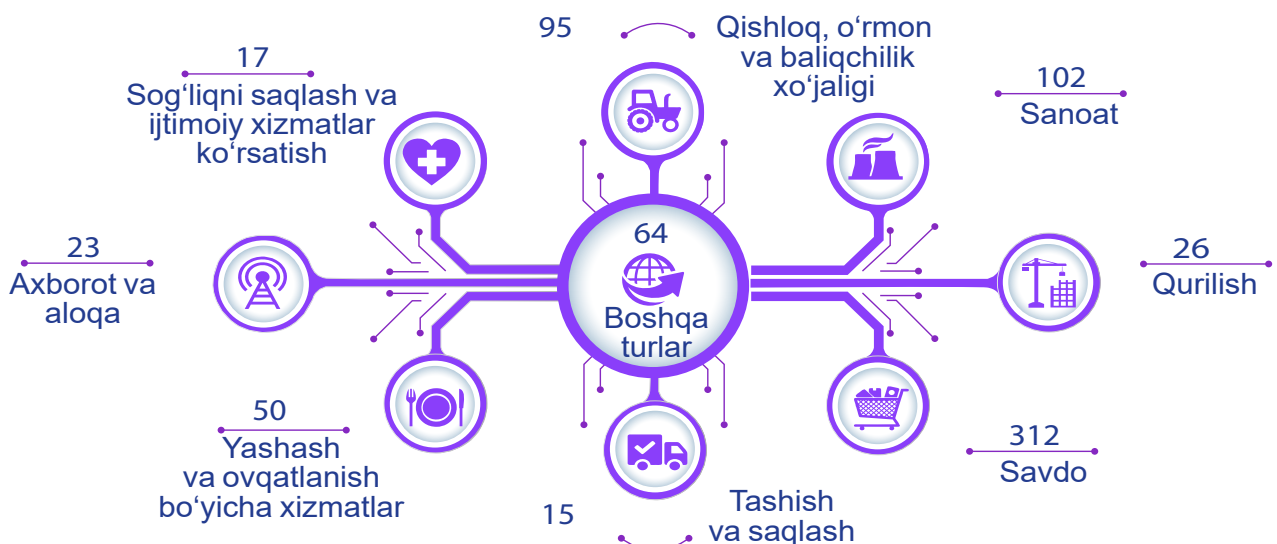 95
Qishloq, o‘rmon
va baliqchilik
xo‘jaligi
17
Sog‘liqni saqlash va
ijtimoiy xizmatlar
ko‘rsatish
102
Sanoat
23
Axborot va
aloqa
64
Boshqa
turlar
26
Qurilish
50
Yashash
va ovqatlanish
bo‘yicha xizmatlar
312
Savdo
15
Tashish
va saqlash